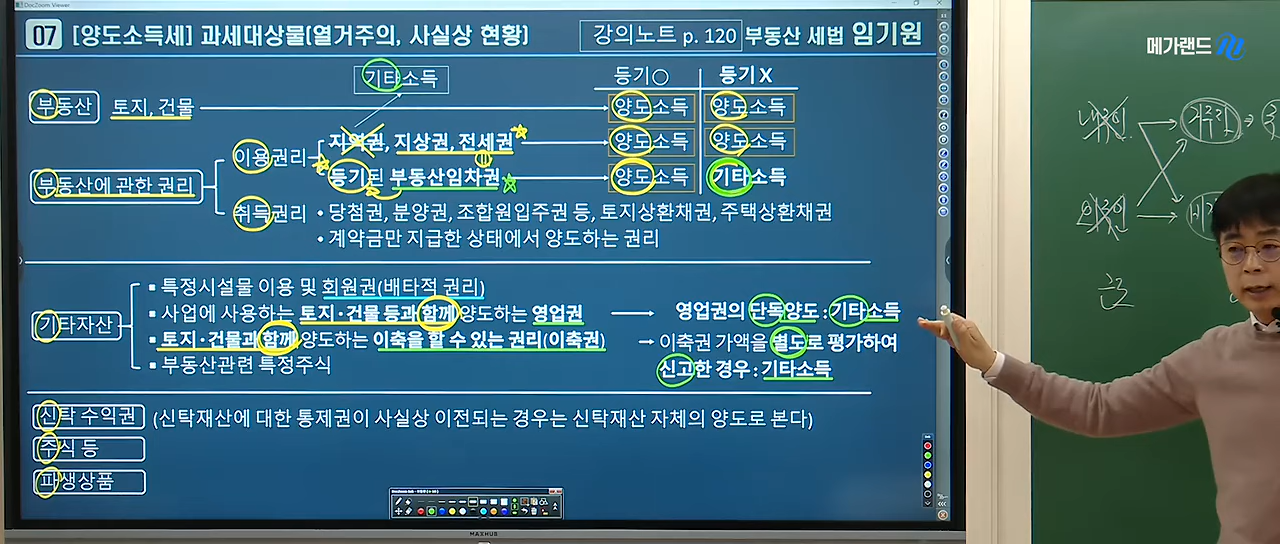 DocZoom Viewer
07 [양도소득세] 과세대상물(열거주의, 사실상 현황)
강의노트 p. 120 부동산 세법 임기원
메가랜드
기타소득
등기○ 등기 X
부동산 토지, 건물 양도소득 양도소득
이용권리 지역권, 지상권, 전세권 양도소득 양도소득
부동산에 관한 권리
등기된 부동산임차권 양도소득 기타소득
취득권리 • 당첨권, 분양권, 조합원입주권 등, 토지상환채권, 주택상환채권
• 계약금만 지급한 상태에서 양도하는 권리
기타자산
▪ 특정시설물 이용 및 회원권(배타적 권리)
▪ 사업에 사용하는 토지·건물 등과 함께 양도하는 영업권 → 영업권의 단독양도 : 기타소득
▪ 토지·건물과 함께 양도하는 이축을 할 수 있는 권리(이축권) → 이축권 가액을 별도로 평가하여
신고한 경우 : 기타소득
▪ 부동산관련 특정주식
신탁 수익권 (신탁재산에 대한 통제권이 사실상 이전되는 경우는 신탁재산 자체의 양도로 본다)
주식 등
파생상품
MAXHUB